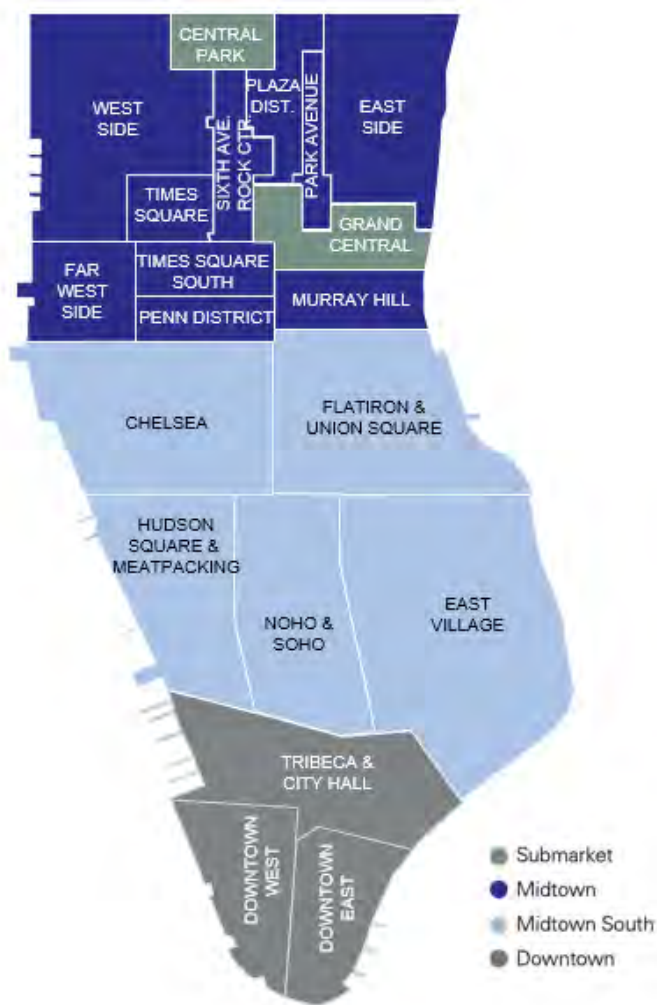 CENTRAL
PARK
WEST
SIDE
SIXTH AVE.
ROCK CTR.
PLAZA
DIST.
PARK AVENUE
EAST
SIDE
TIMES
SQUARE
GRAND
CENTRAL
FAR
WEST
SIDE
TIMES SQUARE
SOUTH
PENN DISTRICT
MURRAY HILL
CHELSEA
FLATIRON &
UNION SQUARE
HUDSON
SQUARE &
MEATPACKING
NOHO &
SOHO
EAST
VILLAGE
TRIBECA &
CITY HALL
DOWNTOWN
WEST
DOWNTOWN
EAST
Submarket
Midtown
Midtown South
Downtown